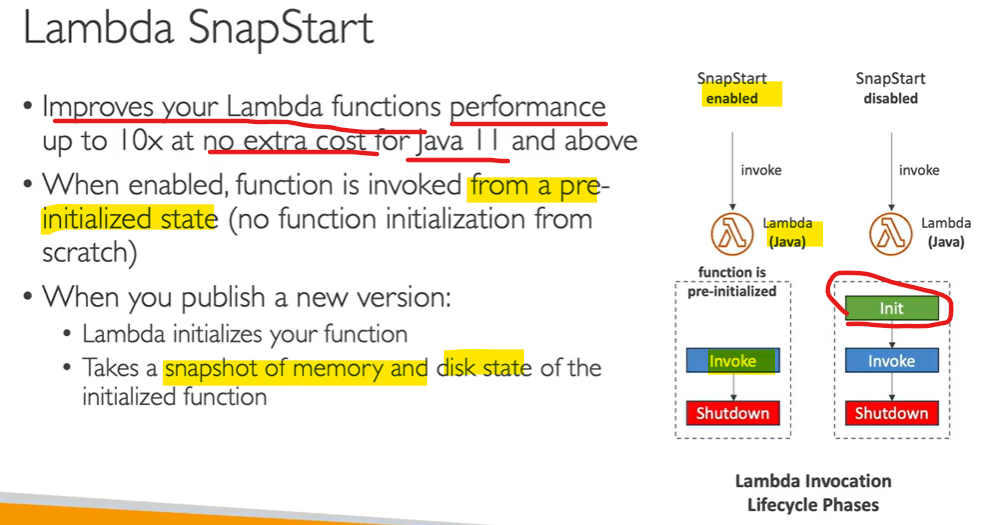 Lambda SnapStart
• Improves your Lambda functions performance
up to 10x at no extra cost for Java 11 and above
• When enabled, function is invoked from a pre-
initialized state (no function initialization from
scratch)
• When you publish a new version:
• Lambda initializes your function
• Takes a snapshot of memory and disk state of the
initialized function
SnapStart
enabled
invoke
Lambda
(Java)
function is
pre-initialized
Invoke
Shutdown
SnapStart
disabled
invoke
Lambda
(Java)
Init
Invoke
Shutdown
Lambda Invocation
Lifecycle Phases